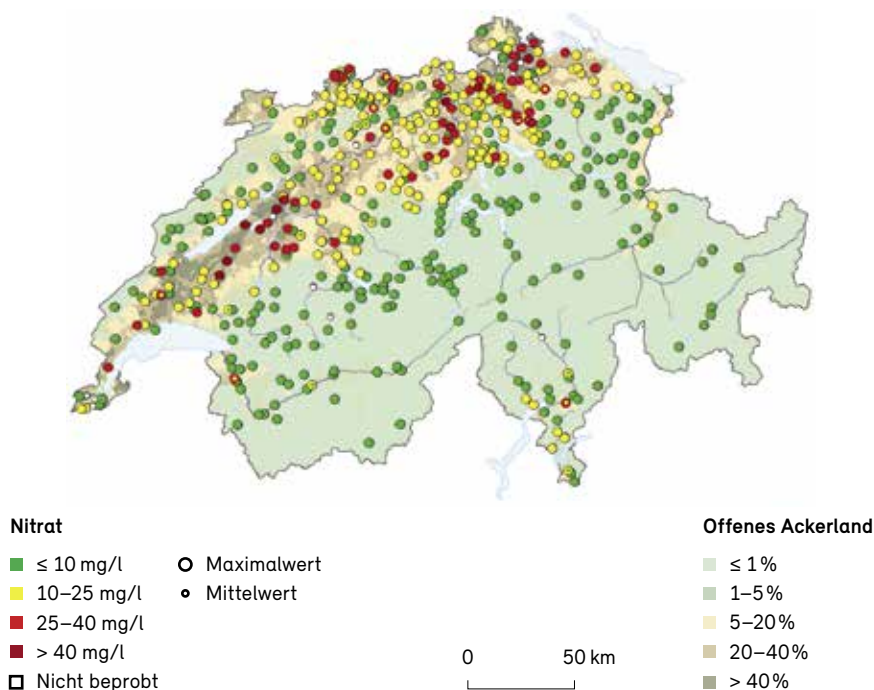 Nitrat
≤ 10 mg/l
10–25 mg/l
25–40 mg/l
> 40 mg/l
Nicht beprobt
Maximalwert
Mittelwert
0 50 km
Offenes Ackerland
≤ 1%
1–5%
5–20%
20–40%
> 40%